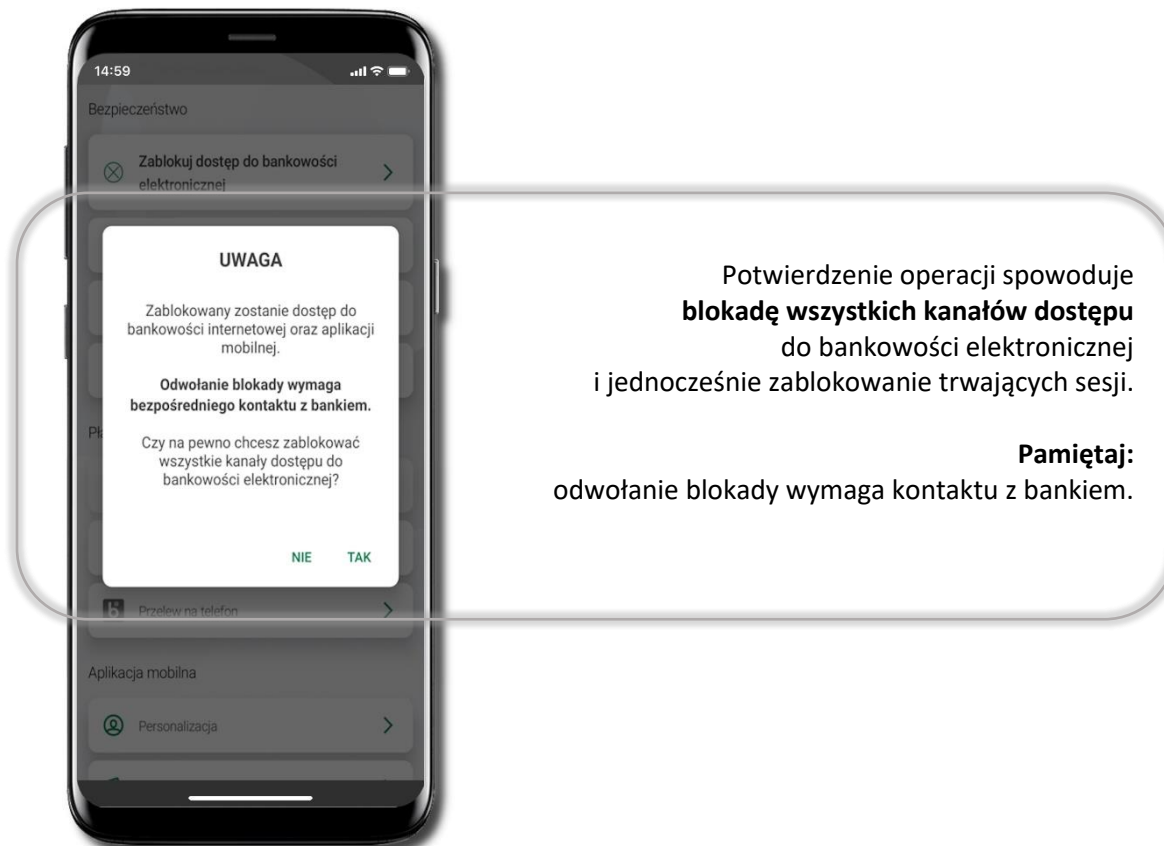 14:59
Bezpieczeństwo
Zablokuj dostęp do bankowości
elektronicznej
UWAGA
Zablokowany zostanie dostęp do
bankowości internetowej oraz aplikacji
mobilnej.
Odwołanie blokady wymaga
bezpośredniego kontaktu z bankiem.
Czy na pewno chcesz zablokować
wszystkie kanały dostępu do
bankowości elektronicznej?
NIE TAK
Przelew na telefon
Aplikacja mobilna
Personalizacja
Potwierdzenie operacji spowoduje
blokadę wszystkich kanałów dostępu
do bankowości elektronicznej
i jednocześnie zablokowanie trwających sesji.
Pamiętaj:
odwołanie blokady wymaga kontaktu z bankiem.